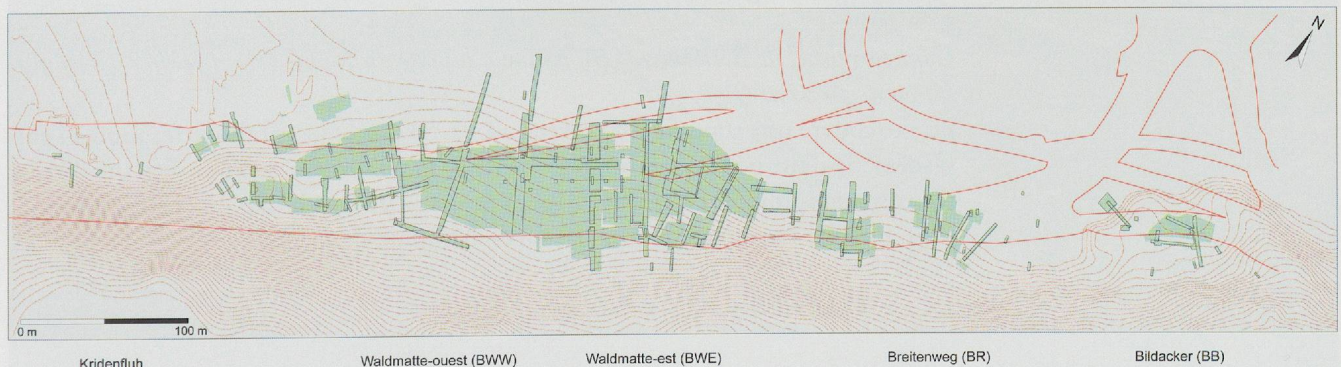 N
0 m 100 m
Kridenfluh Waldmatte-ouest (BWW) Waldmatte-est (BWE) Breitenweg (BR) Bildacker (BB)